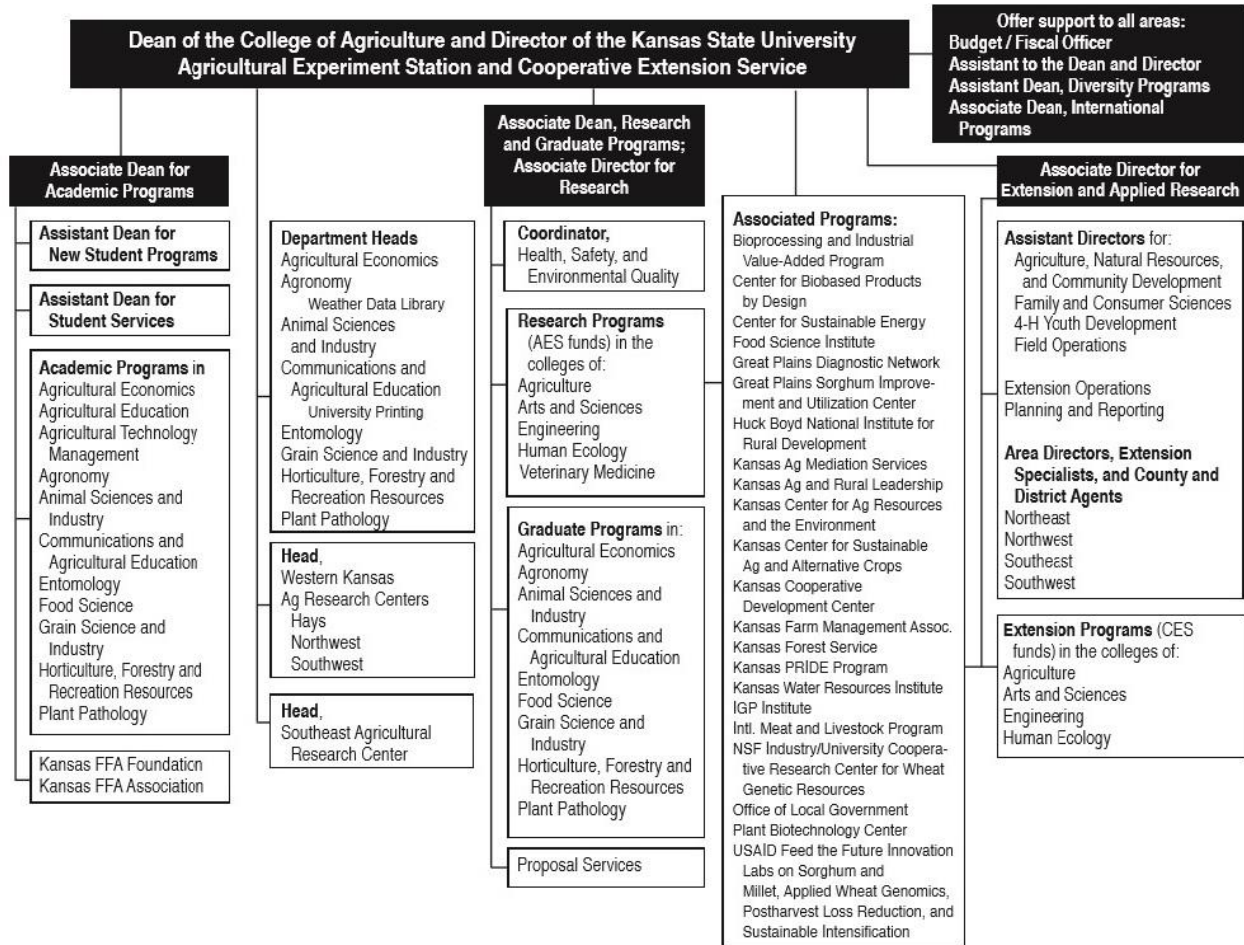 Dean of the College of Agriculture and Director of the Kansas State University
Agricultural Experiment Station and Cooperative Extension Service
Offer support to all areas:
Budget / Fiscal Officer
Assistant to the Dean and Director
Assistant Dean, Diversity Programs
Associate Dean, International
Programs
Associate Dean for
Academic Programs
Assistant Dean for
New Student Programs
Assistant Dean for
Student Services
Academic Programs in
Agricultural Economics
Agricultural Education
Agricultural Technology
Management
Agronomy
Animal Sciences and
Industry
Communications and
Agricultural Education
Entomology
Food Science
Grain Science and
Industry
Horticulture, Forestry and
Recreation Resources
Plant Pathology
Kansas FFA Foundation
Kansas FFA Association
Department Heads
Agricultural Economics
Agronomy
Weather Data Library
Animal Sciences
and Industry
Communications and
Agricultural Education
University Printing
Entomology
Grain Science and Industry
Horticulture, Forestry and
Recreation Resources
Plant Pathology
Head,
Western Kansas
Ag Research Centers
Hays
Northwest
Southwest
Head,
Southeast Agricultural
Research Center
Associate Dean, Research
and Graduate Programs;
Associate Director for
Research
Coordinator,
Health, Safety, and
Environmental Quality
Research Programs
(AES funds) in the
colleges of:
Agriculture
Arts and Sciences
Engineering
Human Ecology
Veterinary Medicine
Graduate Programs in:
Agricultural Economics
Agronomy
Animal Sciences and
Industry
Communications and
Agricultural Education
Entomology
Food Science
Grain Science and
Industry
Horticulture, Forestry and
Recreation Resources
Plant Pathology
Proposal Services
Associated Programs:
Bioprocessing and Industrial
Value-Added Program
Center for Biobased Products
by Design
Center for Sustainable Energy
Food Science Institute
Great Plains Diagnostic Network
Great Plains Sorghum Improve-
ment and Utilization Center
Huck Boyd National Institute for
Rural Development
Kansas Ag Mediation Services
Kansas Ag and Rural Leadership
Kansas Center for Ag Resources
and the Environment
Kansas Center for Sustainable
Ag and Alternative Crops
Kansas Cooperative
Development Center
Kansas Farm Management Assoc.
Kansas Forest Service
Kansas PRIDE Program
Kansas Water Resources Institute
IGP Institute
Intl. Meat and Livestock Program
NSF Industry/University Coopera-
tive Research Center for Wheat
Genetic Resources
Office of Local Government
Plant Biotechnology Center
USAID Feed the Future Innovation
Labs on Sorghum and
Millet, Applied Wheat Genomics,
Postharvest Loss Reduction, and
Sustainable Intensification
Associate Director for
Extension and Applied Research
Assistant Directors for:
Agriculture, Natural Resources,
and Community Development
Family and Consumer Sciences
4-H Youth Development
Field Operations
Extension Operations
Planning and Reporting
Area Directors, Extension
Specialists, and County and
District Agents
Northeast
Northwest
Southeast
Southwest
Extension Programs (CES
funds) in the colleges of:
Agriculture
Arts and Sciences
Engineering
Human Ecology